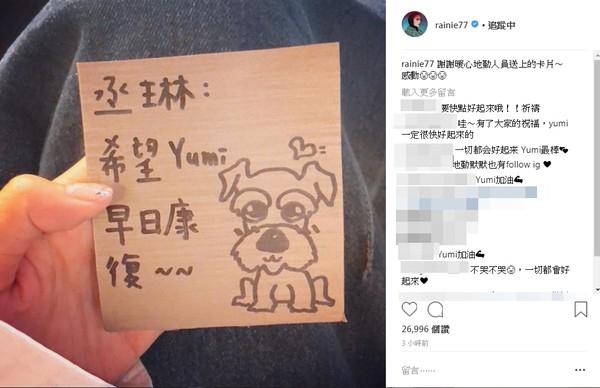 丞琳:
希望Yumi
早日康
復~~
rainie77 • 追蹤中
rainie77 謝謝暖心地勤人員送上的卡片～
感動
載入更多留言
要快點好起來哦！！祈禱
哇～有了大家的祝福，yumi
一定很快好起來的
一切都会好起来 Yumi最棒
地勤默默也有follow ig
Yumi加油
Yumi加油
不哭不哭，一切都會好
起來
26,996 個讚
3 小時前
留言……